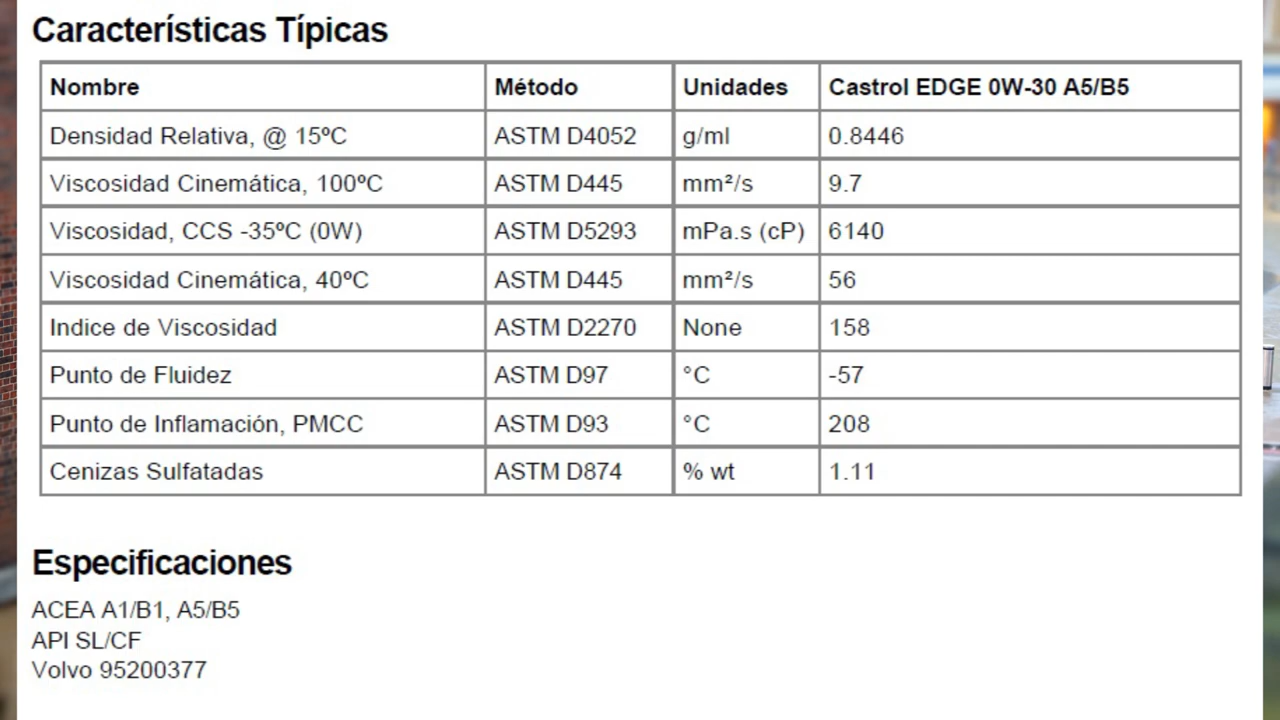 Características Típicas
Nombre Método Unidades Castrol EDGE 0W-30 A5/B5
Densidad Relativa, @ 15ºC ASTM D4052 g/ml 0.8446
Viscosidad Cinemática, 100ºC ASTM D445 mm²/s 9.7
Viscosidad, CCS -35ºC (0W) ASTM D5293 mPa.s (cP) 6140
Viscosidad Cinemática, 40ºC ASTM D445 mm²/s 56
Indice de Viscosidad ASTM D2270 None 158
Punto de Fluidez ASTM D97 °C -57
Punto de Inflamación, PMCC ASTM D93 °C 208
Cenizas Sulfatadas ASTM D874 % wt 1.11
Especificaciones
ACEA A1/B1, A5/B5
API SL/CF
Volvo 95200377